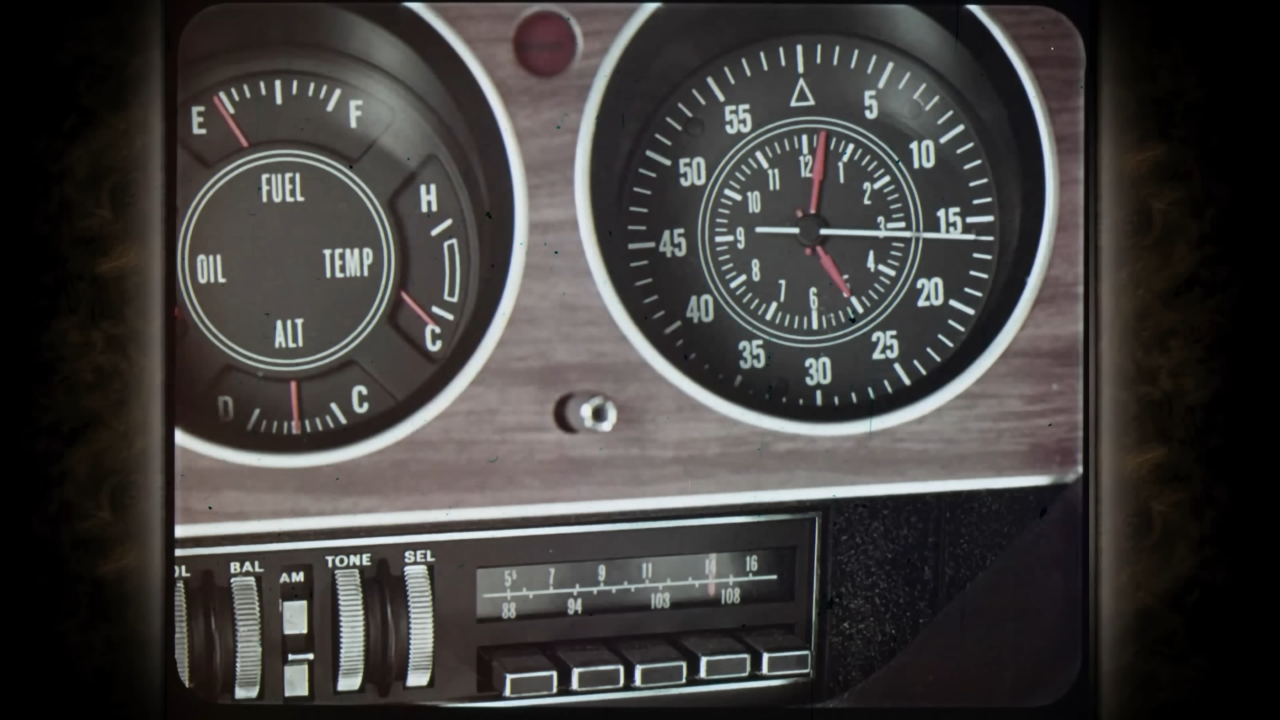 E F
FUEL
H
OIL TEMP
ALT
C
D C
55 5
50 10
45 15
40 20
35 25
30
12
11 1
10 2
9 3
8 4
7
6
BAL AM TONE SEL
5⁵ 7 9 11 14 16
88 94 103 108